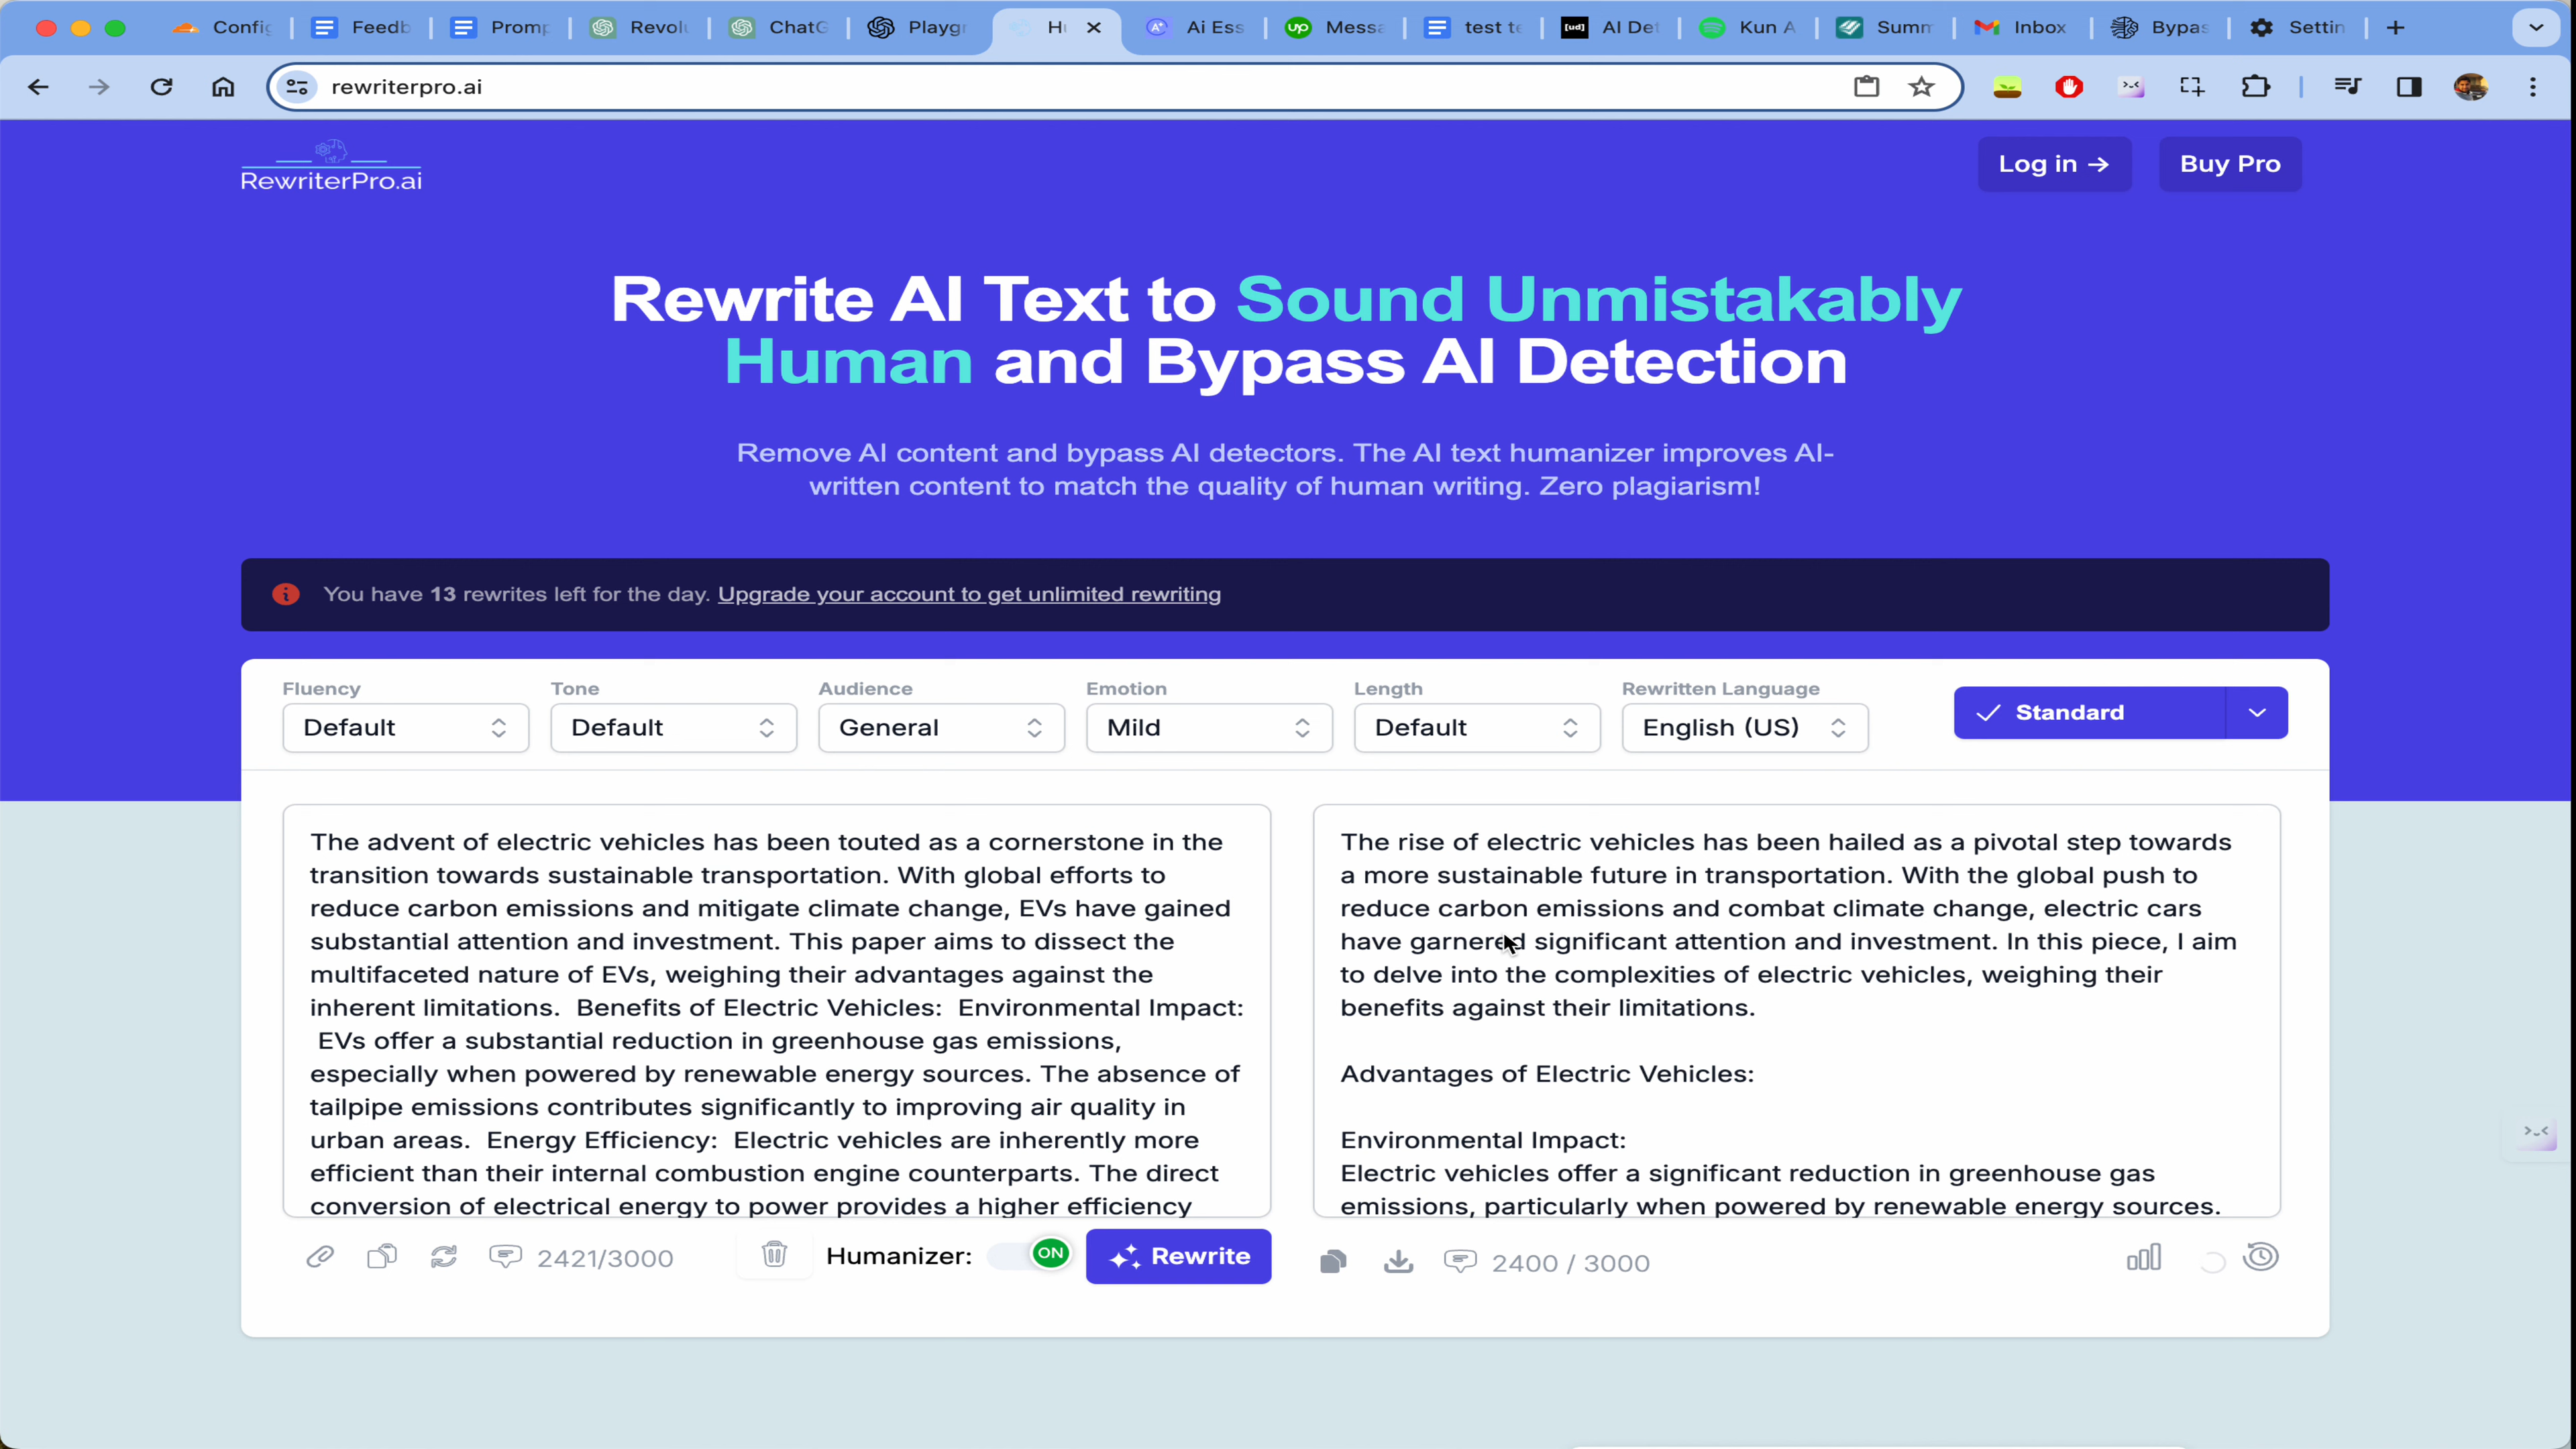 Config
Feedb
Promp
Revolu
ChatG
Playgr
Hu
Ai Ess
Messa
test te
AI Det
Kun A
Summ
Inbox
Bypas
Settin
rewriterpro.ai
RewriterPro.ai
Log in →
Buy Pro
Rewrite AI Text to Sound Unmistakably
Human and Bypass AI Detection
Remove AI content and bypass AI detectors. The AI text humanizer improves AI-
written content to match the quality of human writing. Zero plagiarism!
You have 13 rewrites left for the day. Upgrade your account to get unlimited rewriting
Fluency
Tone
Audience
Emotion
Length
Rewritten Language
Default
Default
General
Mild
Default
English (US)
Standard
The advent of electric vehicles has been touted as a cornerstone in the
transition towards sustainable transportation. With global efforts to
reduce carbon emissions and mitigate climate change, EVs have gained
substantial attention and investment. This paper aims to dissect the
multifaceted nature of EVs, weighing their advantages against the
inherent limitations.  Benefits of Electric Vehicles:  Environmental Impact:
EVs offer a substantial reduction in greenhouse gas emissions,
especially when powered by renewable energy sources. The absence of
tailpipe emissions contributes significantly to improving air quality in
urban areas.  Energy Efficiency:  Electric vehicles are inherently more
efficient than their internal combustion engine counterparts. The direct
conversion of electrical energy to power provides a higher efficiency
The rise of electric vehicles has been hailed as a pivotal step towards
a more sustainable future in transportation. With the global push to
reduce carbon emissions and combat climate change, electric cars
have garnered significant attention and investment. In this piece, I aim
to delve into the complexities of electric vehicles, weighing their
benefits against their limitations.
Advantages of Electric Vehicles:
Environmental Impact:
Electric vehicles offer a significant reduction in greenhouse gas
emissions, particularly when powered by renewable energy sources.
2421/3000
Humanizer:
ON
Rewrite
2400 / 3000